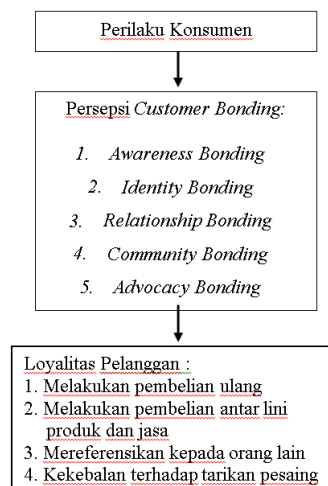 Perilaku Konsumen
Persepsi Customer Bonding:
1. Awareness Bonding
2. Identity Bonding
3. Relationship Bonding
4. Community Bonding
5. Advocacy Bonding
Loyalitas Pelanggan :
1. Melakukan pembelian ulang
2. Melakukan pembelian antar lini
produk dan jasa
3. Mereferensikan kepada orang lain
4. Kekebalan terhadap tarikan pesaing